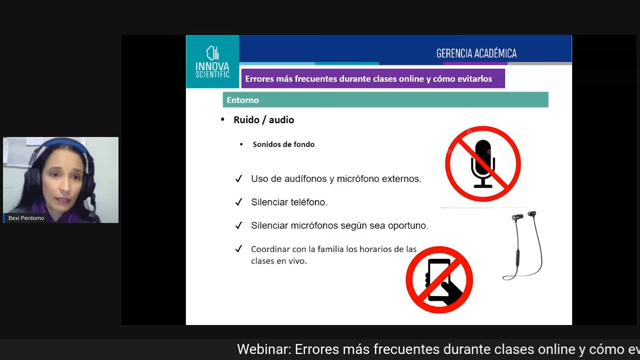 INNOVA
SCIENTIFIC
GERENCIA ACADÉMICA
Errores más frecuentes durante clases online y cómo evitarlos
Entorno
• Ruido / audio
• Sonidos de fondo
✓ Uso de audífonos y micrófono externos.
✓ Silenciar teléfono.
✓ Silenciar micrófonos según sea oportuno.
✓ Coordinar con la familia los horarios de las
clases en vivo.
Bexi Perdomo
Webinar: Errores más frecuentes durante clases online y cómo ev